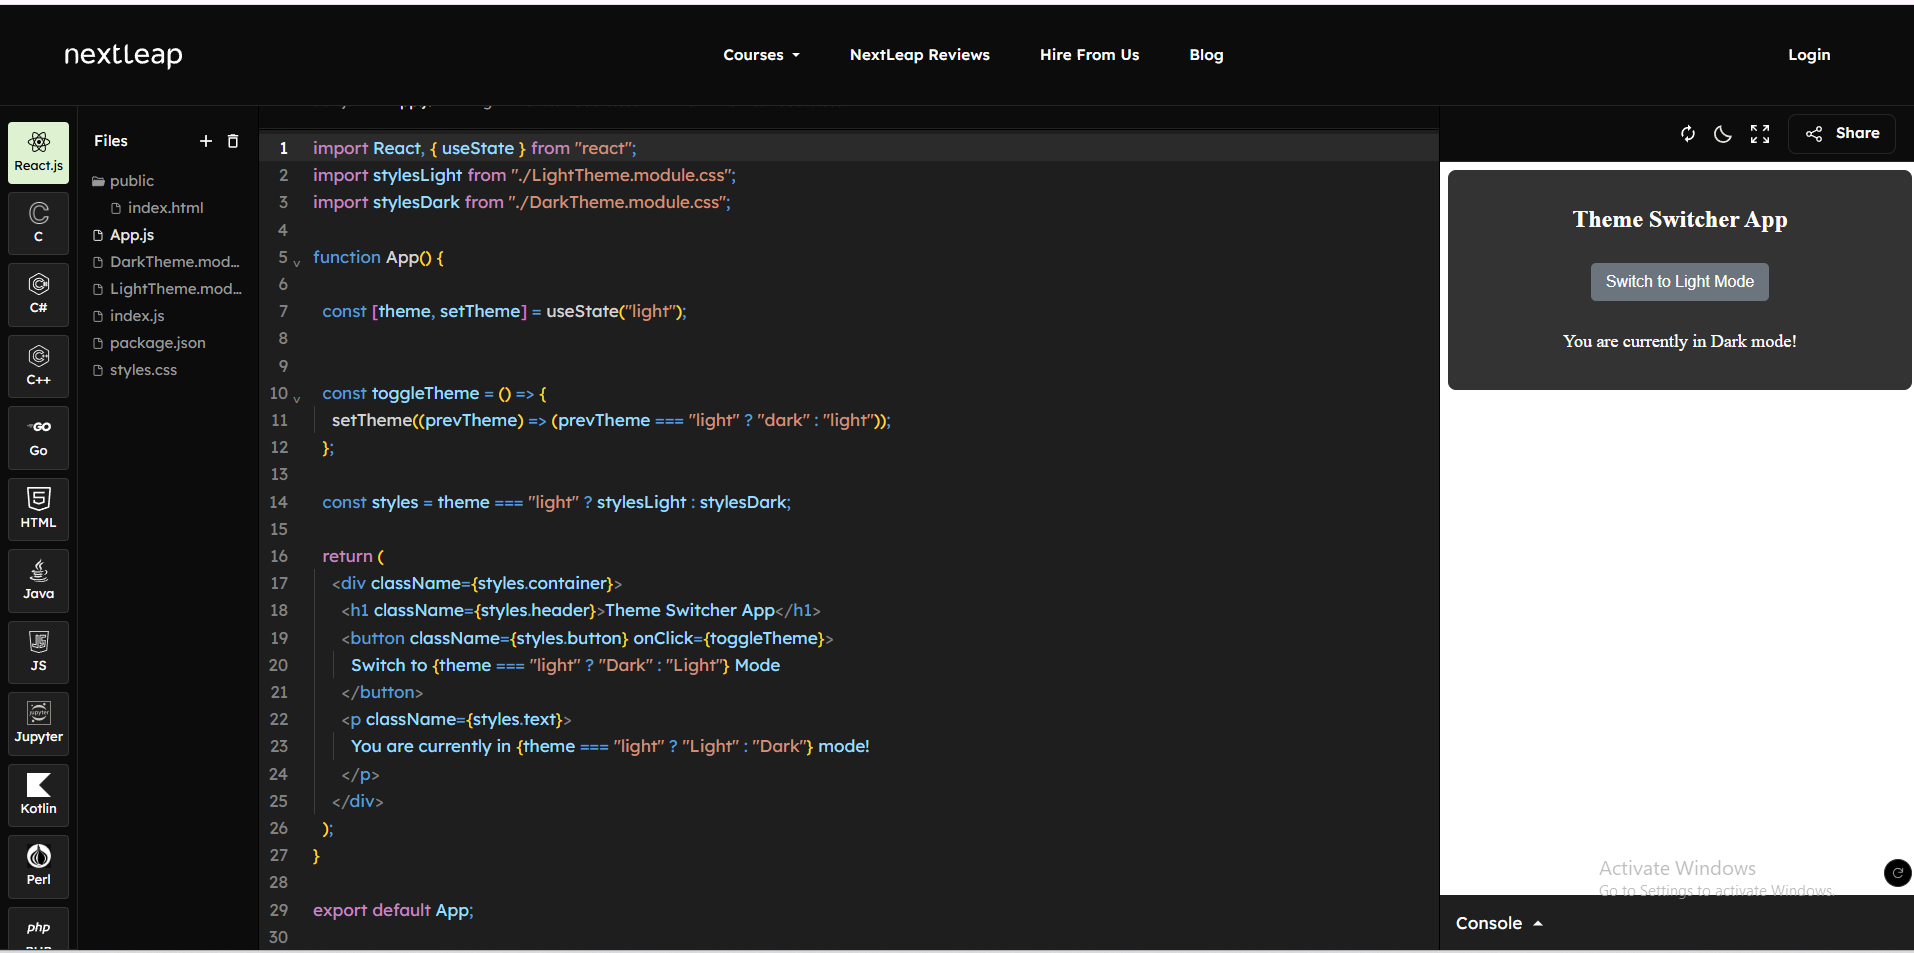 nextleap
Courses
NextLeap Reviews
Hire From Us
Blog
Login
React.js
C
C#
C++
Go
HTML
Java
JS
Jupyter
Kotlin
Perl
php
Files
public
index.html
App.js
DarkTheme.mod...
LightTheme.mod...
index.js
package.json
styles.css
1 import React, { useState } from "react";
2 import stylesLight from "./LightTheme.module.css";
3 import stylesDark from "./DarkTheme.module.css";
4
5 function App() {
6
7 const [theme, setTheme] = useState("light");
8
9
10 const toggleTheme = () => {
11 setTheme((prevTheme) => (prevTheme === "light" ? "dark" : "light"));
12 };
13
14 const styles = theme === "light" ? stylesLight : stylesDark;
15
16 return (
17 <div className={styles.container}>
18 <h1 className={styles.header}>Theme Switcher App</h1>
19 <button className={styles.button} onClick={toggleTheme}>
20 Switch to {theme === "light" ? "Dark" : "Light"} Mode
21 </button>
22 <p className={styles.text}>
23 You are currently in {theme === "light" ? "Light" : "Dark"} mode!
24 </p>
25 </div>
26 );
27 }
28
29 export default App;
30
Share
Theme Switcher App
Switch to Light Mode
You are currently in Dark mode!
Activate Windows
Go to Settings to activate Windows.
Console